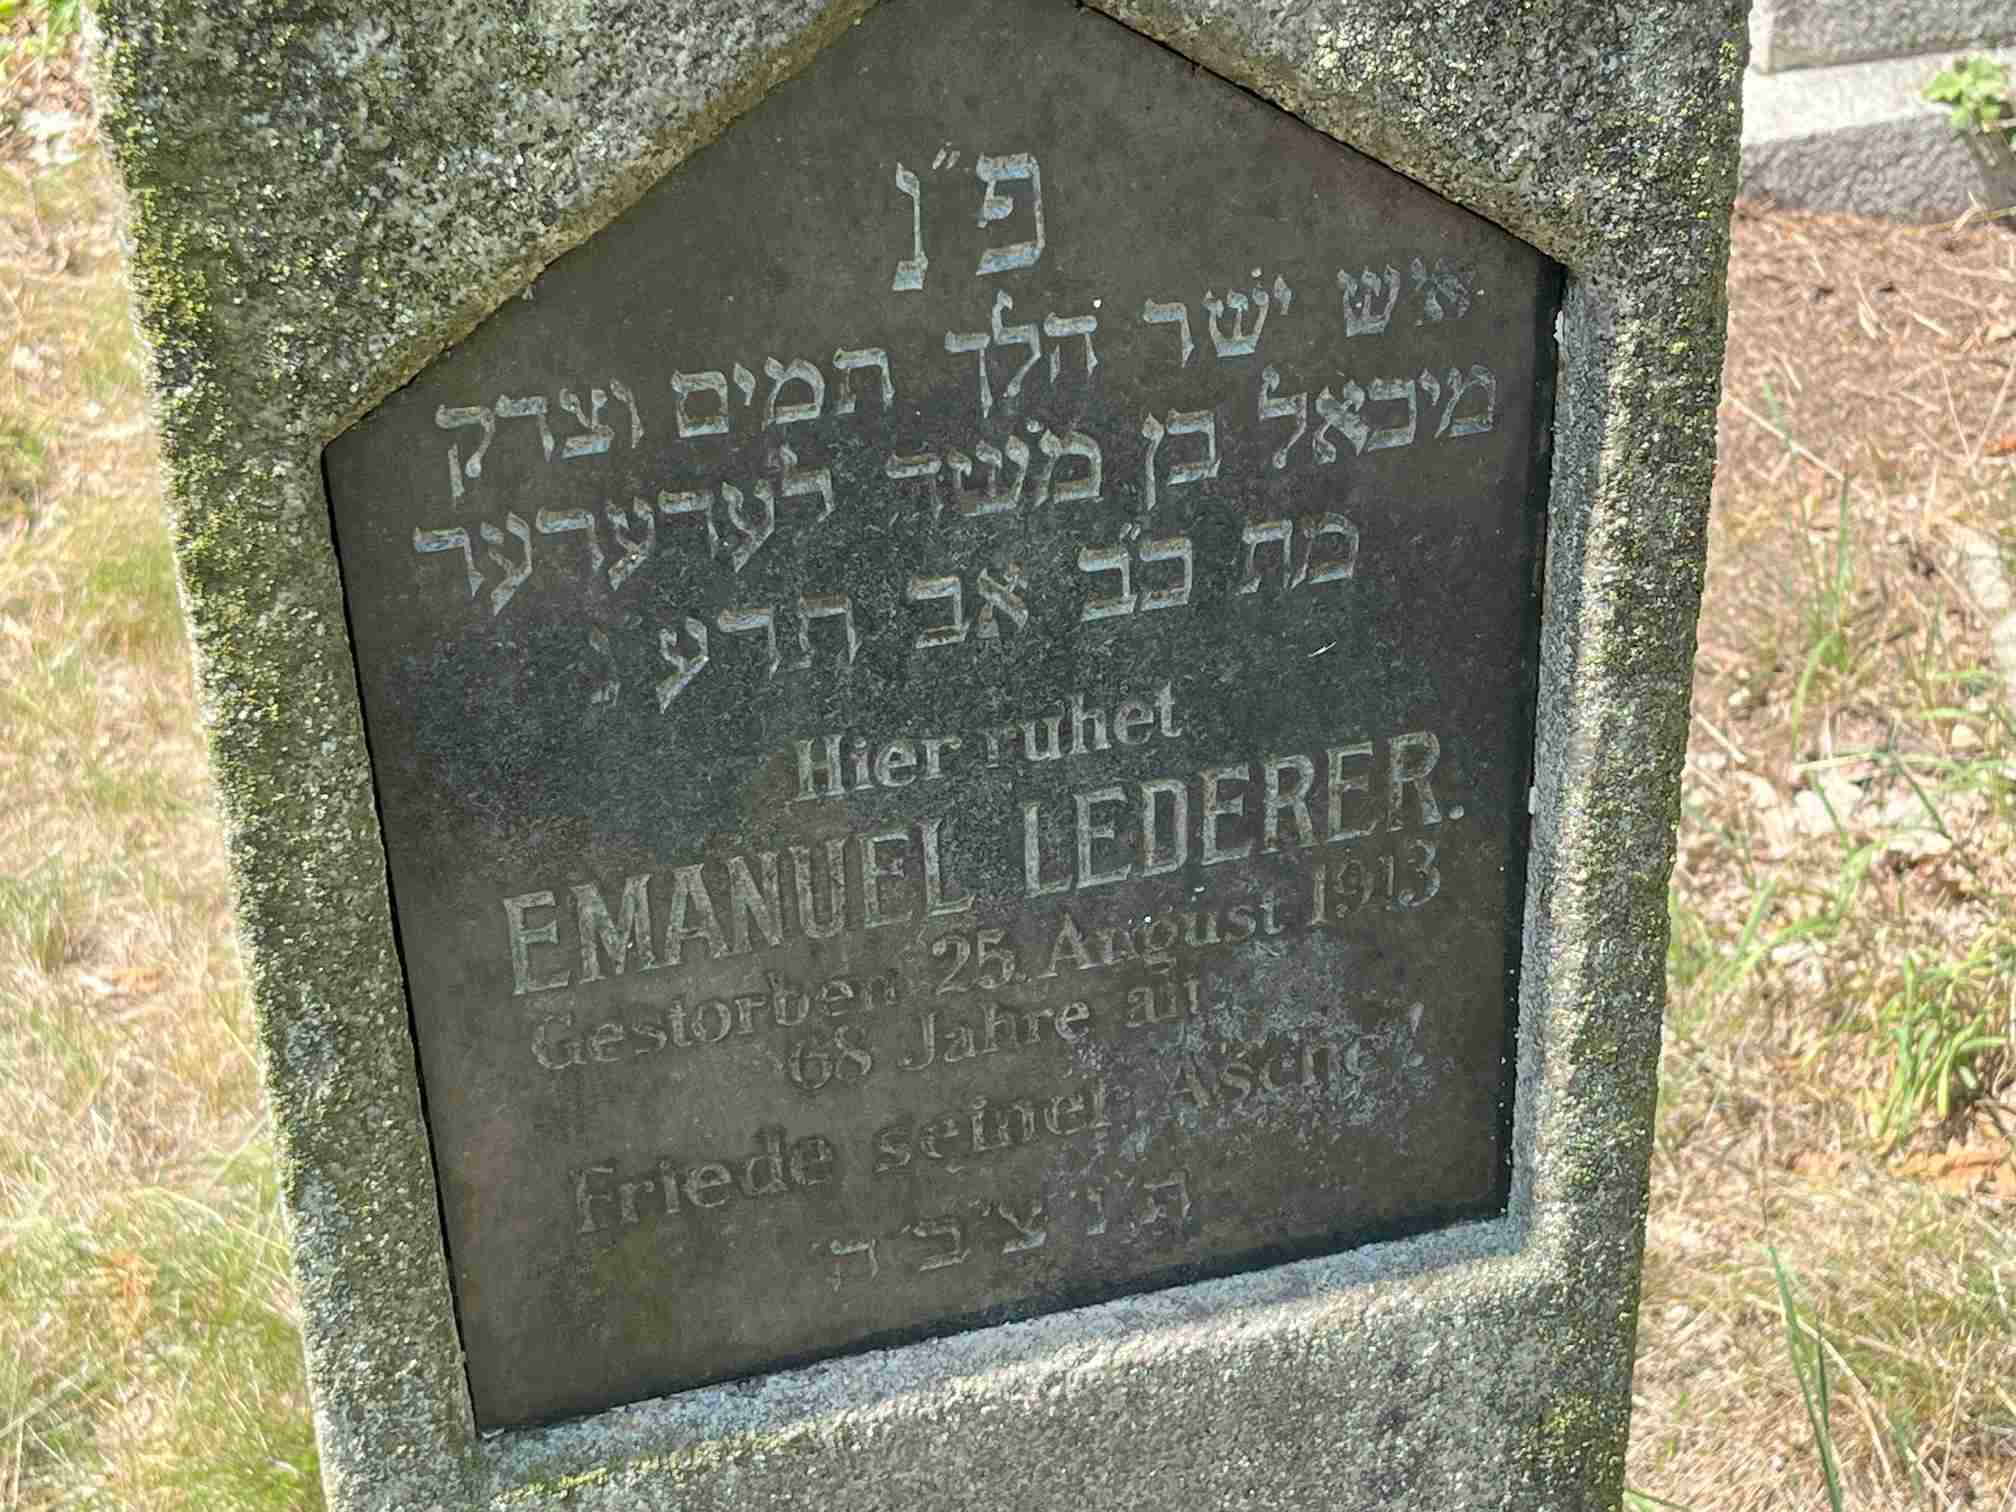 פ״ן
איש ישר הלך תמים וצדק
מיכאל בן משה לעדערער
מת כ״ב אב תרע״ג
Hier ruhet
EMANUEL LEDERER.
Gestorben 25. August 1913
68 Jahre alt.
Friede seiner Asche!
ת׳נ׳צ׳ב׳ה׳